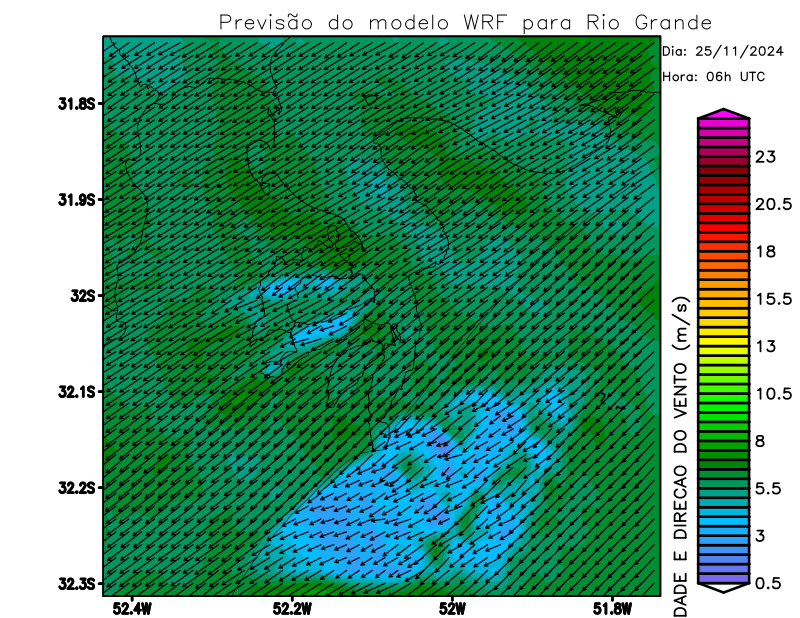 Previsão do modelo WRF para Rio Grande
Dia: 25/11/2024
Hora: 06h UTC
31.8S
31.9S
32S
32.1S
32.2S
32.3S
52.4W
52.2W
52W
51.8W
23
20.5
18
15.5
13
10.5
8
5.5
3
0.5
DADE E DIRECAO DO VENTO (m/s)